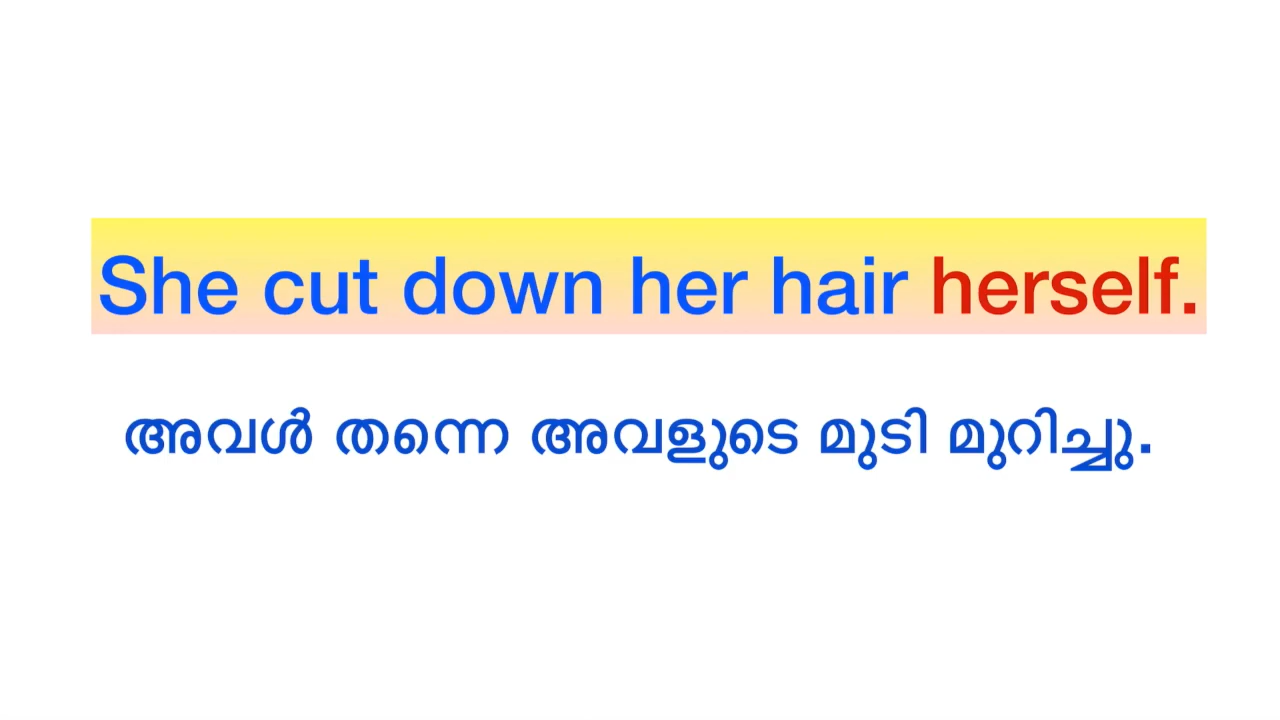 She cut down her hair herself.
അവൾ തന്നെ അവളുടെ മുടി മുറിച്ചു.